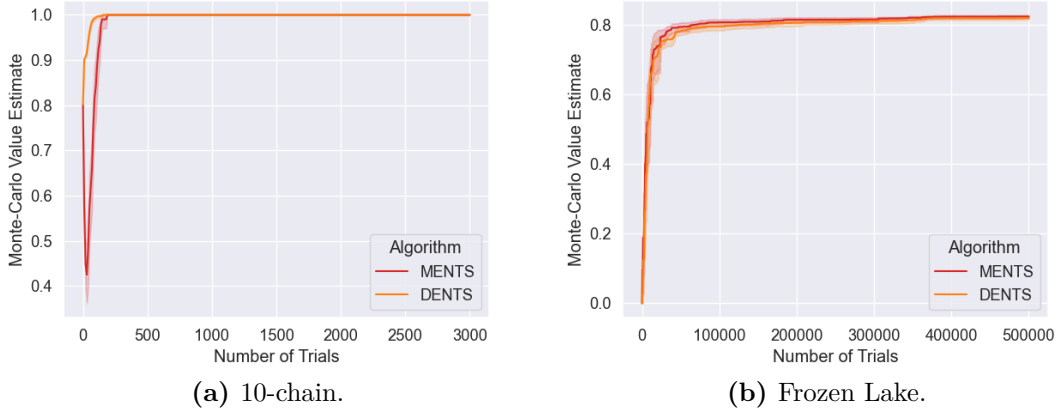 Monte-Carlo Value Estimate
1.0
0.9
0.8
0.7
0.6
0.5
0.4
0 500 1000 1500 2000 2500 3000
Number of Trials
Algorithm
MENTS
DENTS
(a) 10-chain.
Monte-Carlo Value Estimate
0.8
0.6
0.4
0.2
0.0
0 100000 200000 300000 400000 500000
Number of Trials
Algorithm
MENTS
DENTS
(b) Frozen Lake.